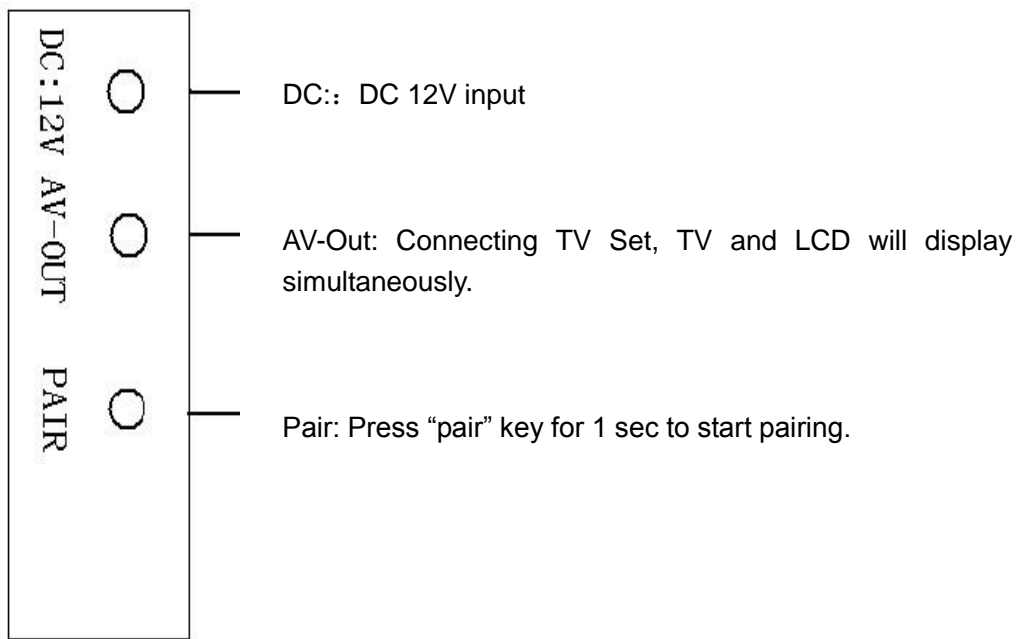 DC:12V
DC:：DC 12V input
AV-OUT
AV-Out: Connecting TV Set, TV and LCD will display
simultaneously.
PAIR
Pair: Press “pair” key for 1 sec to start pairing.